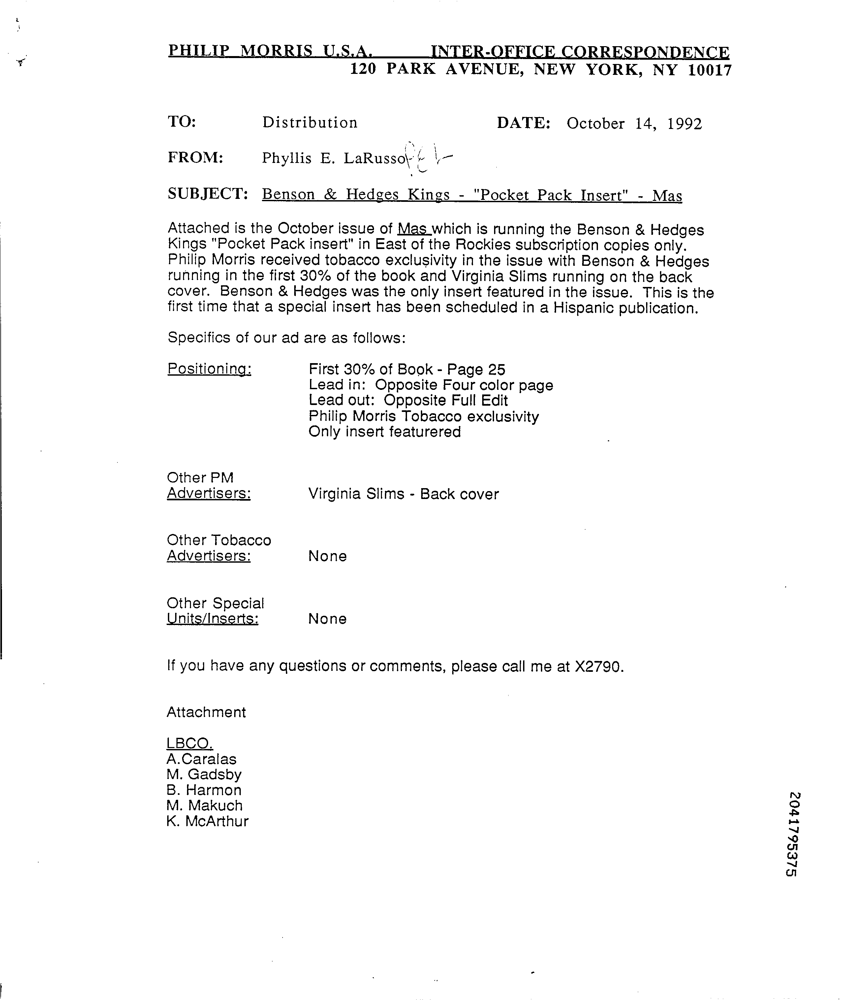 PHILIP MORRIS U.S.A. INTER-OFFICE CORRESPONDENCE
120 PARK AVENUE, NEW YORK, NY 10017
TO: Distribution DATE: October 14, 1992
FROM: Phyllis E. LaRusso
SUBJECT: Benson & Hedges Kings - "Pocket Pack Insert" - Mas
Attached is the October issue of Mas which is running the Benson & Hedges
Kings "Pocket Pack insert" in East of the Rockies subscription copies only.
Philip Morris received tobacco exclusivity in the issue with Benson & Hedges
running in the first 30% of the book and Virginia Slims running on the back
cover. Benson & Hedges was the only insert featured in the issue. This is the
first time that a special insert has been scheduled in a Hispanic publication.
Specifics of our ad are as follows:
Positioning: First 30% of Book - Page 25
Lead in: Opposite Four color page
Lead out: Opposite Full Edit
Philip Morris Tobacco exclusivity
Only insert featurered
Other PM
Advertisers: Virginia Slims - Back cover
Other Tobacco
Advertisers: None
Other Special
Units/Inserts: None
If you have any questions or comments, please call me at X2790.
Attachment
LBCO.
A.Caralas
M. Gadsby
B. Harmon
M. Makuch
K. McArthur
2041795375